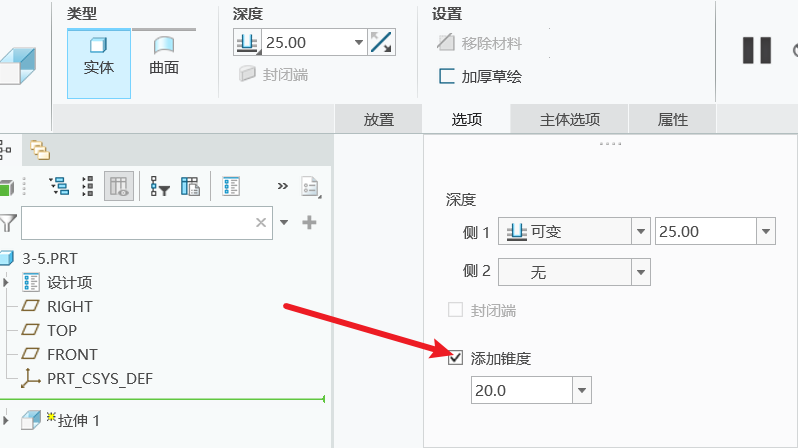 类型
深度
设置
实体
曲面
25.00
封闭端
移除材料
加厚草绘
放置
选项
主体选项
属性
深度
侧 1
可变
25.00
侧 2
无
封闭端
添加锥度
20.0
3-5.PRT
设计项
RIGHT
TOP
FRONT
PRT_CSYS_DEF
拉伸 1